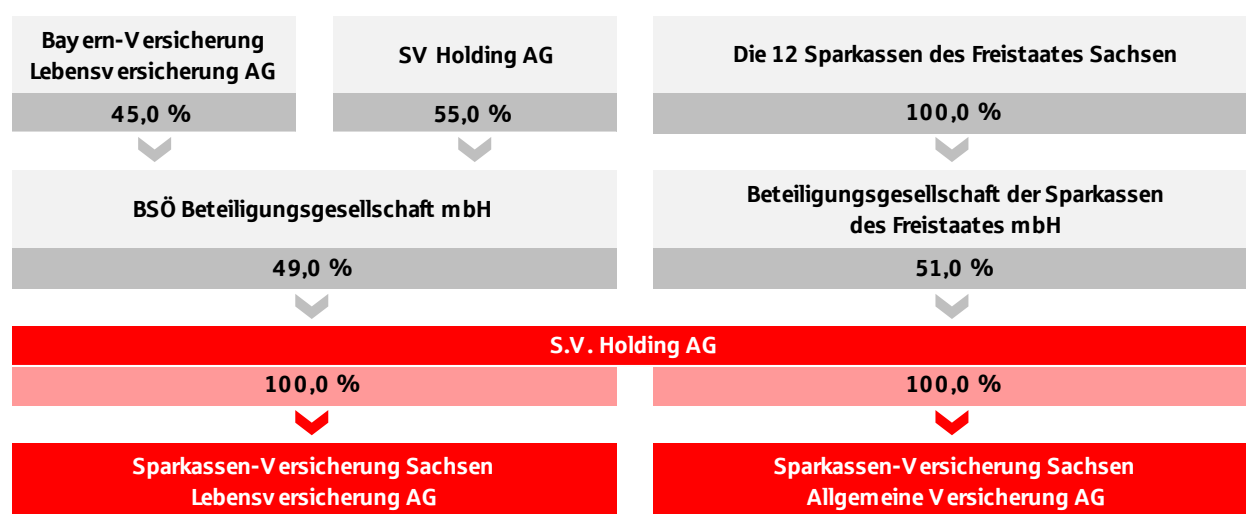 Bayern-Versicherung
Lebensversicherung AG
45,0 %
SV Holding AG
55,0 %
Die 12 Sparkassen des Freistaates Sachsen
100,0 %
BSÖ Beteiligungsgesellschaft mbH
49,0 %
Beteiligungsgesellschaft der Sparkassen
des Freistaates mbH
51,0 %
S.V. Holding AG
100,0 %
Sparkassen-Versicherung Sachsen
Lebensversicherung AG
100,0 %
Sparkassen-Versicherung Sachsen
Allgemeine Versicherung AG